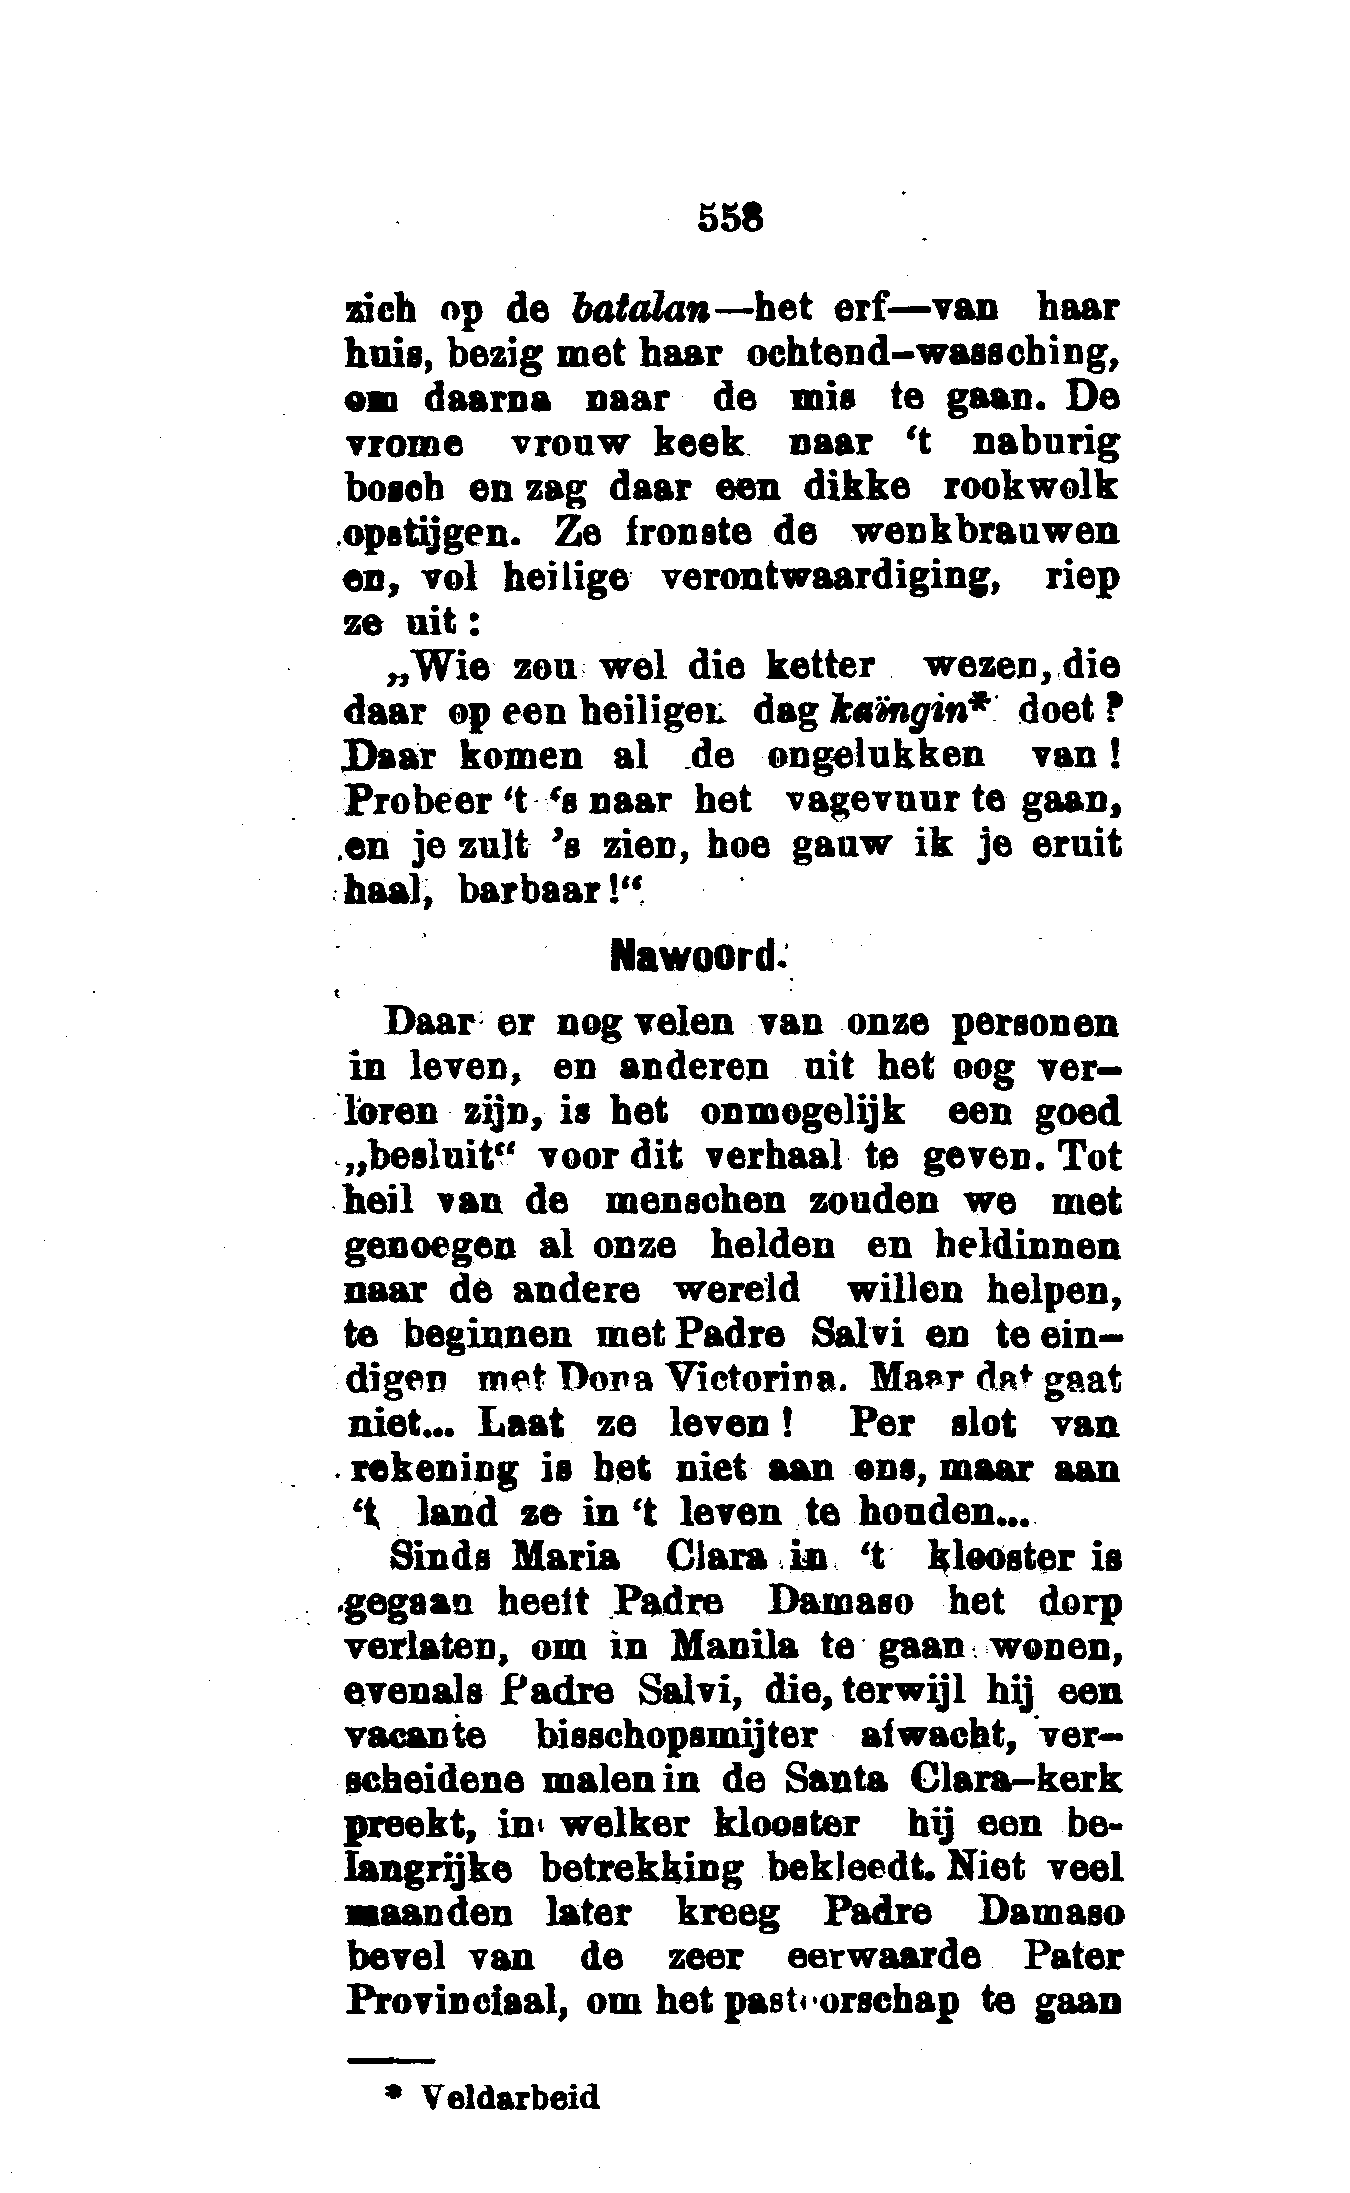 558
zich op de batalan—het erf—van haar
huis, bezig met haar ochtend-wassching,
om daarna naar de mis te gaan. De
vrome vrouw keek naar ‘t naburig
bosch en zag daar een dikke rookwolk
opstijgen. Ze fronste de wenkbrauwen
en, vol heilige verontwaardiging, riep
ze uit :
„Wie zou wel die ketter wezen, die
daar op een heiligen dag kaïngin* doet ?
Daar komen al de ongelukken van !
Probeer ‘t ‘s naar het vagevuur te gaan,
en je zult ’s zien, hoe gauw ik je eruit
haal, barbaar !“
Nawoord.
Daar er nog velen van onze personen
in leven, en anderen uit het oog ver-
loren zijn, is het onmogelijk een goed
„besluit“ voor dit verhaal te geven. Tot
heil van de menschen zouden we met
genoegen al onze helden en heldinnen
naar de andere wereld willen helpen,
te beginnen met Padre Salvi en te ein-
digen met Dona Victorina. Maar dat gaat
niet... Laat ze leven ! Per slot van
rekening is het niet aan ons, maar aan
‘t land ze in ‘t leven te houden...
Sinds Maria Clara in ‘t klooster is
gegaan heeft Padre Damaso het dorp
verlaten, om in Manila te gaan wonen,
evenals Padre Salvi, die, terwijl hij een
vacante bisschopsmijter afwacht, ver-
scheidene malen in de Santa Clara-kerk
preekt, in welker klooster hij een be-
langrijke betrekking bekleedt. Niet veel
maanden later kreeg Padre Damaso
bevel van de zeer eerwaarde Pater
Provinciaal, om het pastoorschap te gaan
* Veldarbeid